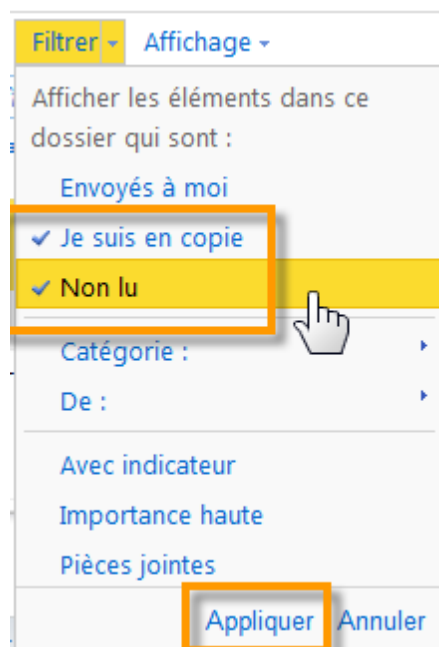 Filtrer Affichage
Afficher les éléments dans ce
dossier qui sont :
Envoyés à moi
Je suis en copie
Non lu
Catégorie :
De :
Avec indicateur
Importance haute
Pièces jointes
Appliquer Annuler